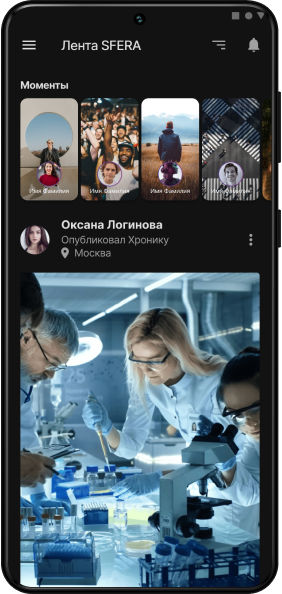 Лента SFERA
Моменты
Имя Фамилия
Имя Фамилия
Имя Фамилия
Имя Фамилия
Оксана Логинова
Опубликовал Хронику
Москва